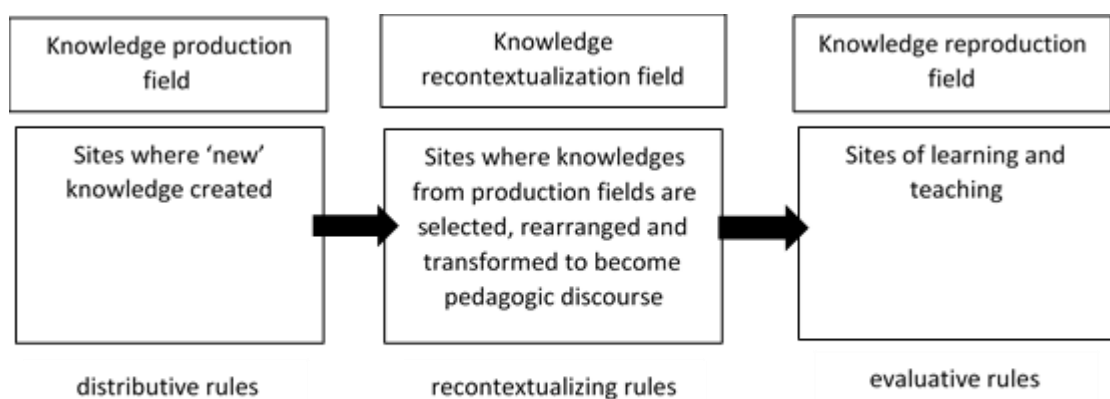 Knowledge production
field
Knowledge
recontextualization field
Knowledge reproduction
field
Sites where ‘new’
knowledge created
Sites where knowledges
from production fields are
selected, rearranged and
transformed to become
pedagogic discourse
Sites of learning and
teaching
distributive rules
recontextualizing rules
evaluative rules